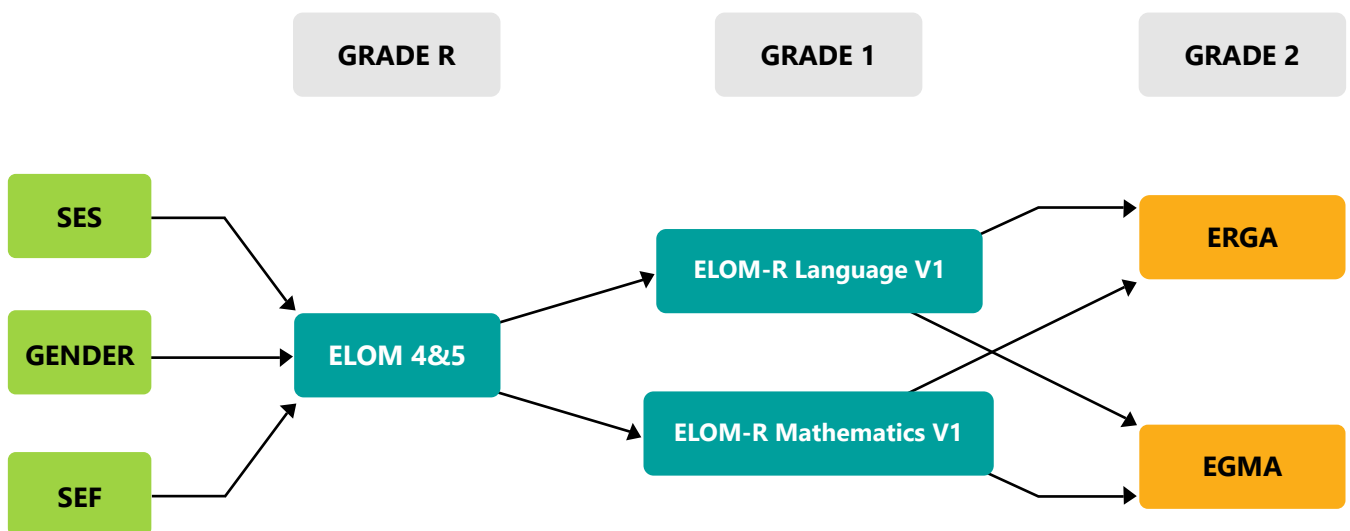 GRADE R
GRADE 1
GRADE 2
SES
GENDER
SEF
ELOM 4&5
ELOM-R Language V1
ELOM-R Mathematics V1
ERGA
EGMA